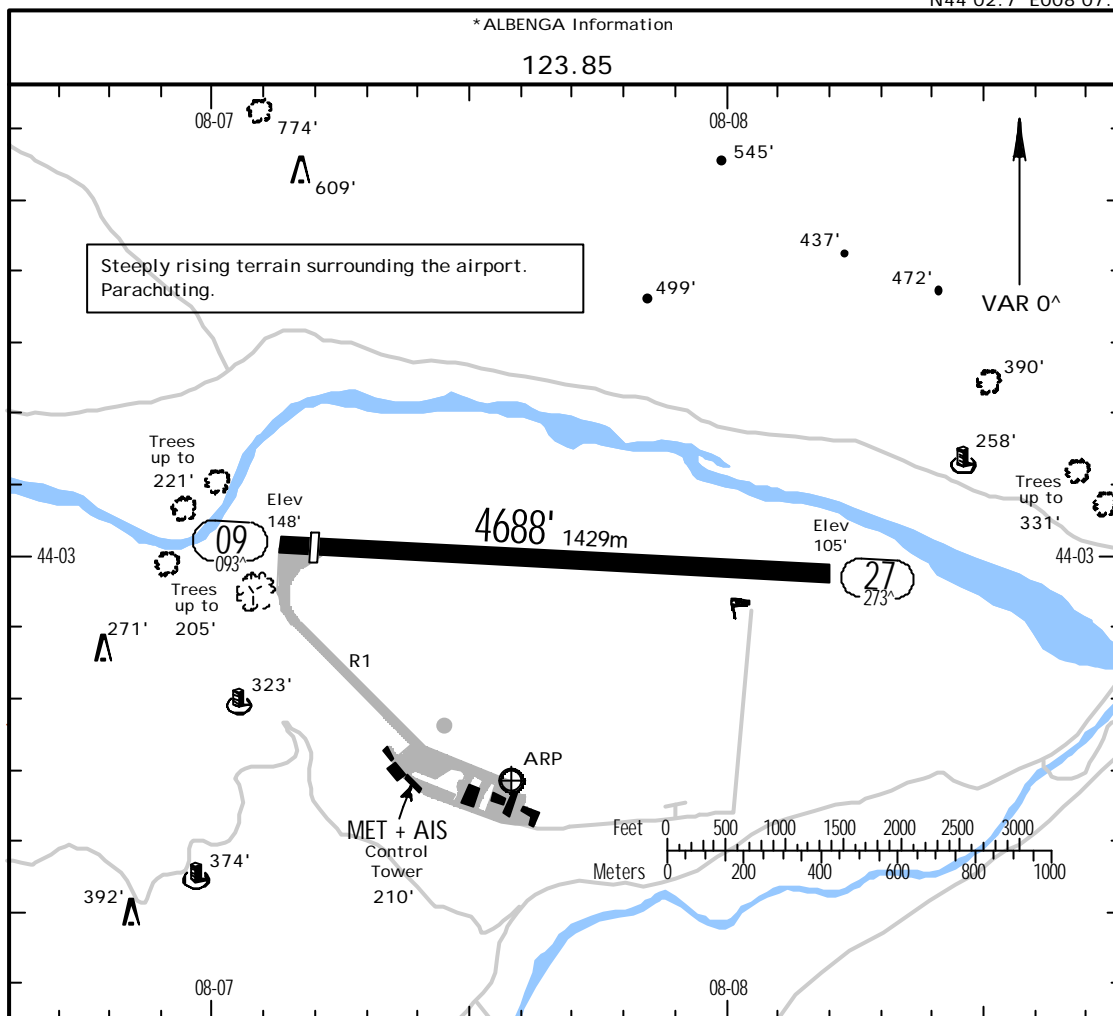 *ALBENGA Information
123.85
08-07
08-08
774'
545'
609'
437'
Steeply rising terrain surrounding the airport.
Parachuting.
472'
499'
VAR 0^
390'
258'
Trees
up to
221'
Trees
up to
331'
Elev
148'
4688' 1429m
Elev
105'
09
093^
27
273^
44-03
44-03
Trees
up to
205'
271'
R1
323'
ARP
MET + AIS
Control
Tower
210'
Feet 0 500 1000 1500 2000 2500 3000
Meters 0 200 400 600 800 1000
374'
392'
08-07
08-08